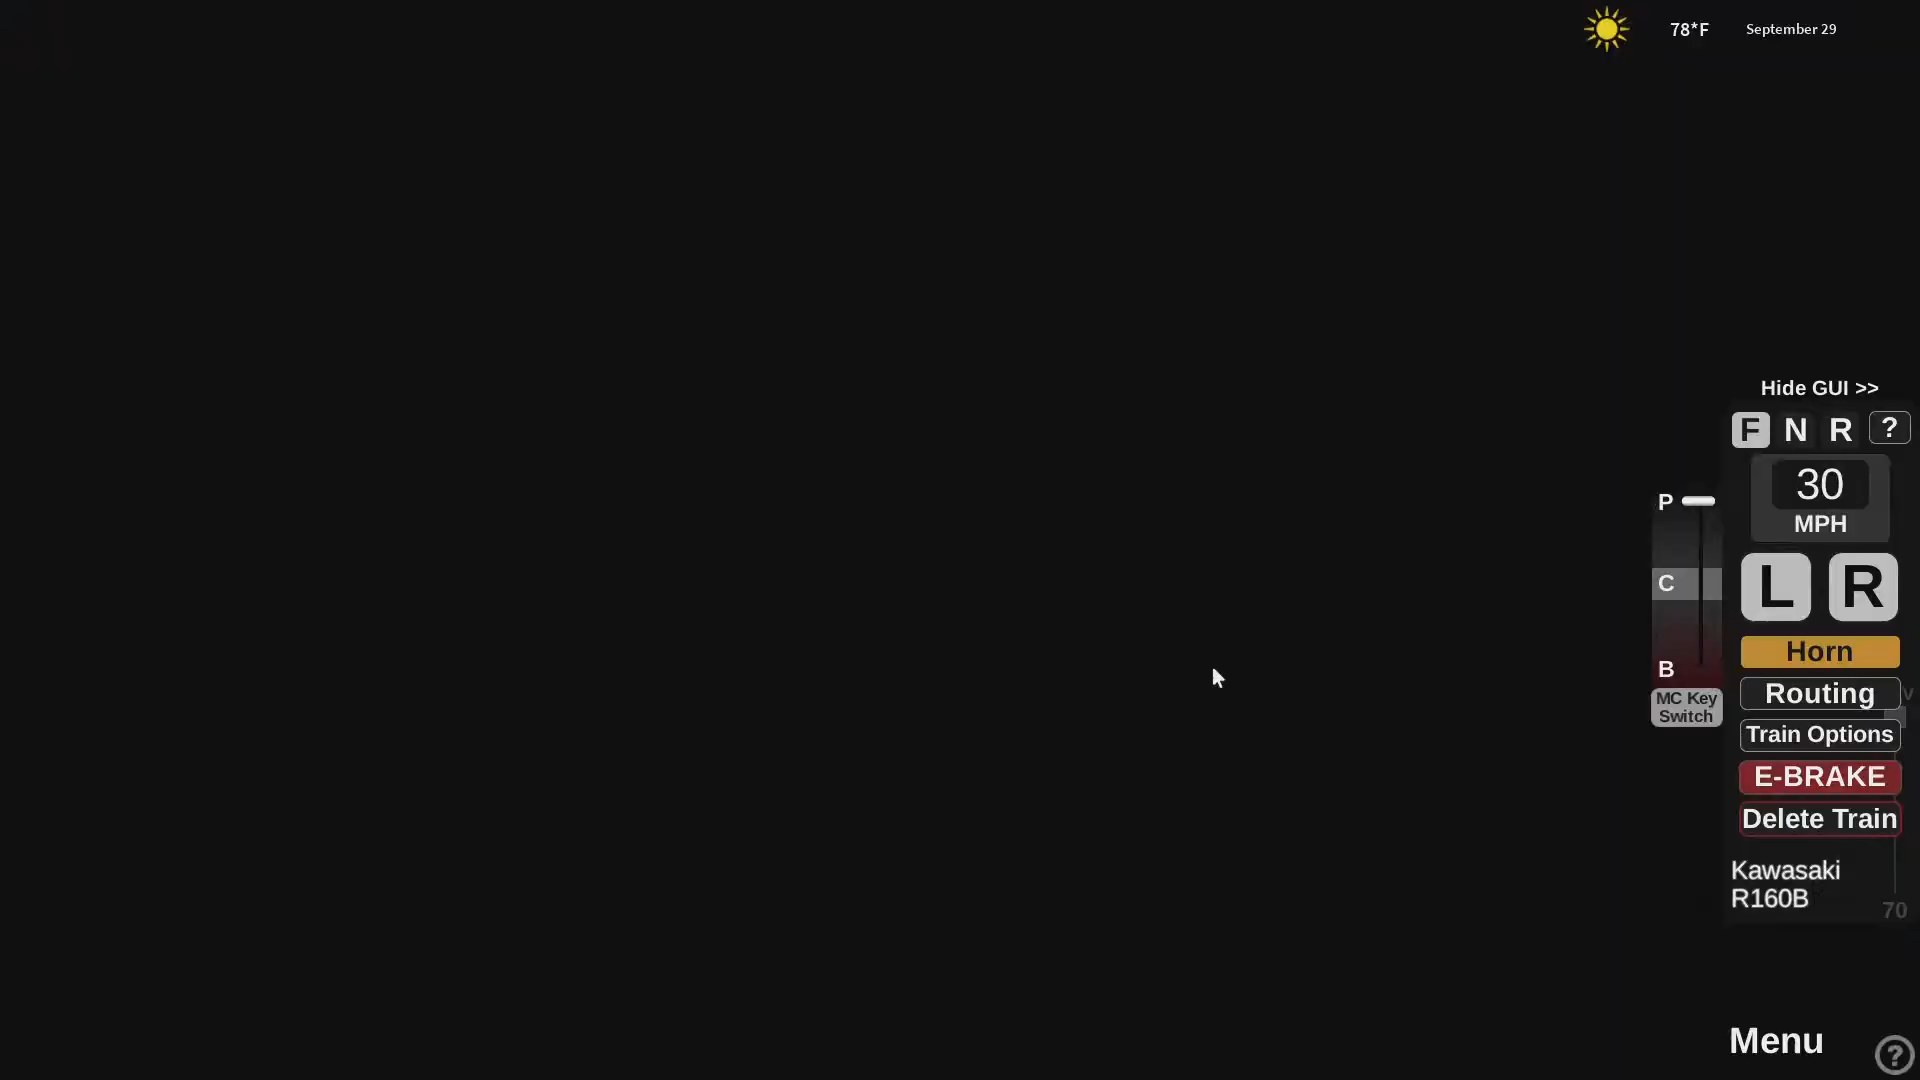 78*F
September 29
Hide GUI >>
F N R ?
30
MPH
P
C
B
L R
Horn
MC Key
Switch
Routing
Train Options
E-BRAKE
Delete Train
Kawasaki
R160B
70
Menu
?